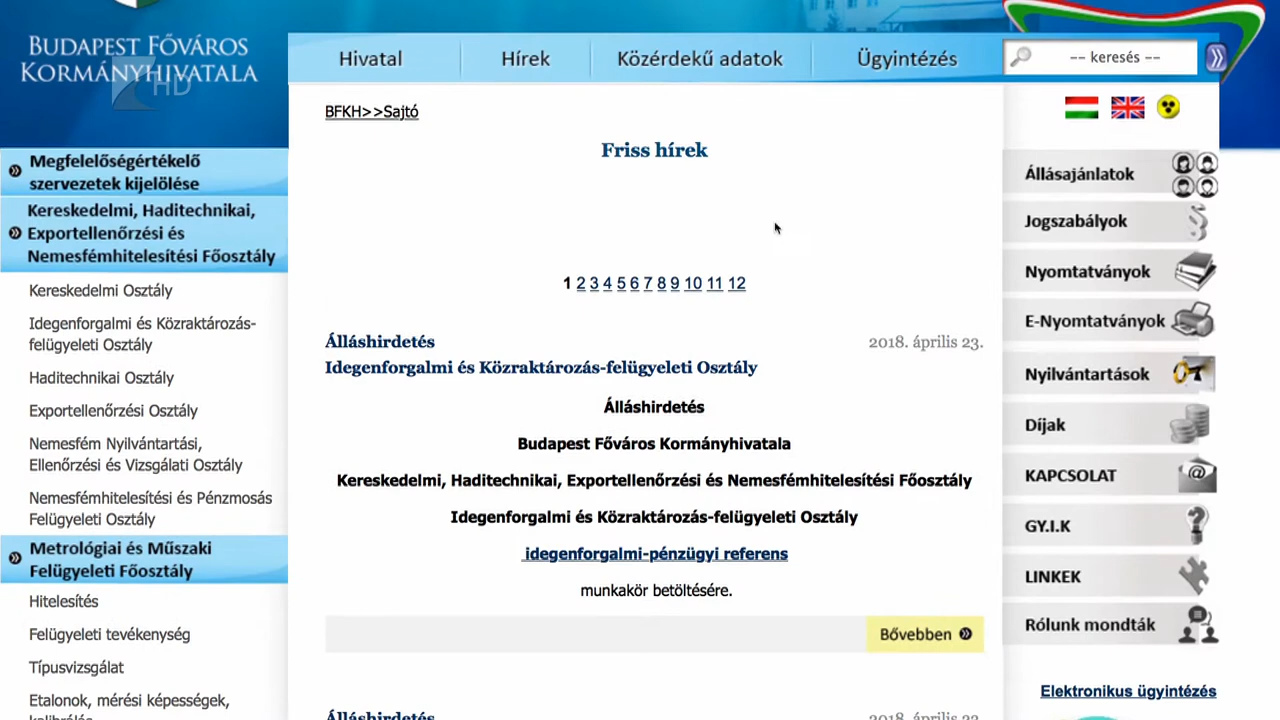 BUDAPEST FŐVÁROS
KORMÁNYHIVATALA
HD
Hivatal
Hírek
Közérdekű adatok
Ügyintézés
-- keresés --
Megfelelőségértékelő
szervezetek kijelölése
Kereskedelmi, Haditechnikai,
Exportellenőrzési és
Nemesfémhitelesítési Főosztály
Kereskedelmi Osztály
Idegenforgalmi és Közraktározás-
felügyeleti Osztály
Haditechnikai Osztály
Exportellenőrzési Osztály
Nemesfém Nyilvántartási,
Ellenőrzési és Vizsgálati Osztály
Nemesfémhitelesítési és Pénzmosás
Felügyeleti Osztály
Metrológiai és Műszaki
Felügyeleti Főosztály
Hitelesítés
Felügyeleti tevékenység
Típusvizsgálat
Etalonok, mérési képességek,
kalibrálás
BFKH>>Sajtó
Friss hírek
1 2 3 4 5 6 7 8 9 10 11 12
Álláshirdetés 2018. április 23.
Idegenforgalmi és Közraktározás-felügyeleti Osztály
Álláshirdetés
Budapest Főváros Kormányhivatala
Kereskedelmi, Haditechnikai, Exportellenőrzési és Nemesfémhitelesítési Főosztály
Idegenforgalmi és Közraktározás-felügyeleti Osztály
idegenforgalmi-pénzügyi referens
munkakör betöltésére.
Bővebben
Álláshirdetés
Állásajánlatok
Jogszabályok
Nyomtatványok
E-Nyomtatványok
Nyilvántartások
Díjak
KAPCSOLAT
GY.I.K
LINKEK
Rólunk mondták
Elektronikus ügyintézés